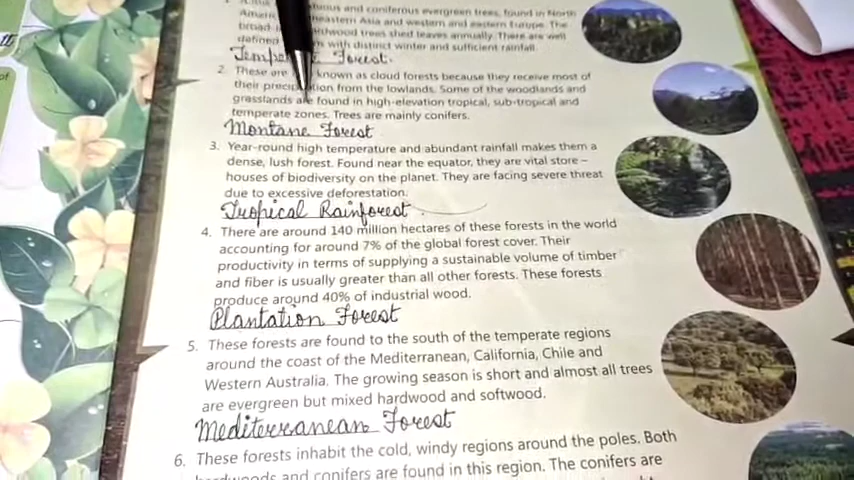 and coniferous evergreen trees, found in North
Asia and western and eastern Europe. The
trees shed leaves annually. There are well
with distinct winter and sufficient rainfall.
Forest.
2. These are known as cloud forests because they receive most of
their from the lowlands. Some of the woodlands and
grasslands are found in high-elevation tropical, sub-tropical and
temperate zones. Trees are mainly conifers.
Montane Forest
3. Year-round high temperature and abundant rainfall makes them a
dense, lush forest. Found near the equator, they are vital store –
houses of biodiversity on the planet. They are facing severe threat
due to excessive deforestation.
Tropical Rainforest
4. There are around 140 million hectares of these forests in the world
accounting for around 7% of the global forest cover. Their
productivity in terms of supplying a sustainable volume of timber
and fiber is usually greater than all other forests. These forests
produce around 40% of industrial wood.
Plantation Forest
5. These forests are found to the south of the temperate regions
around the coast of the Mediterranean, California, Chile and
Western Australia. The growing season is short and almost all trees
are evergreen but mixed hardwood and softwood.
Mediterranean Forest
6. These forests inhabit the cold, windy regions around the poles. Both
hardwoods and conifers are found in this region. The conifers are